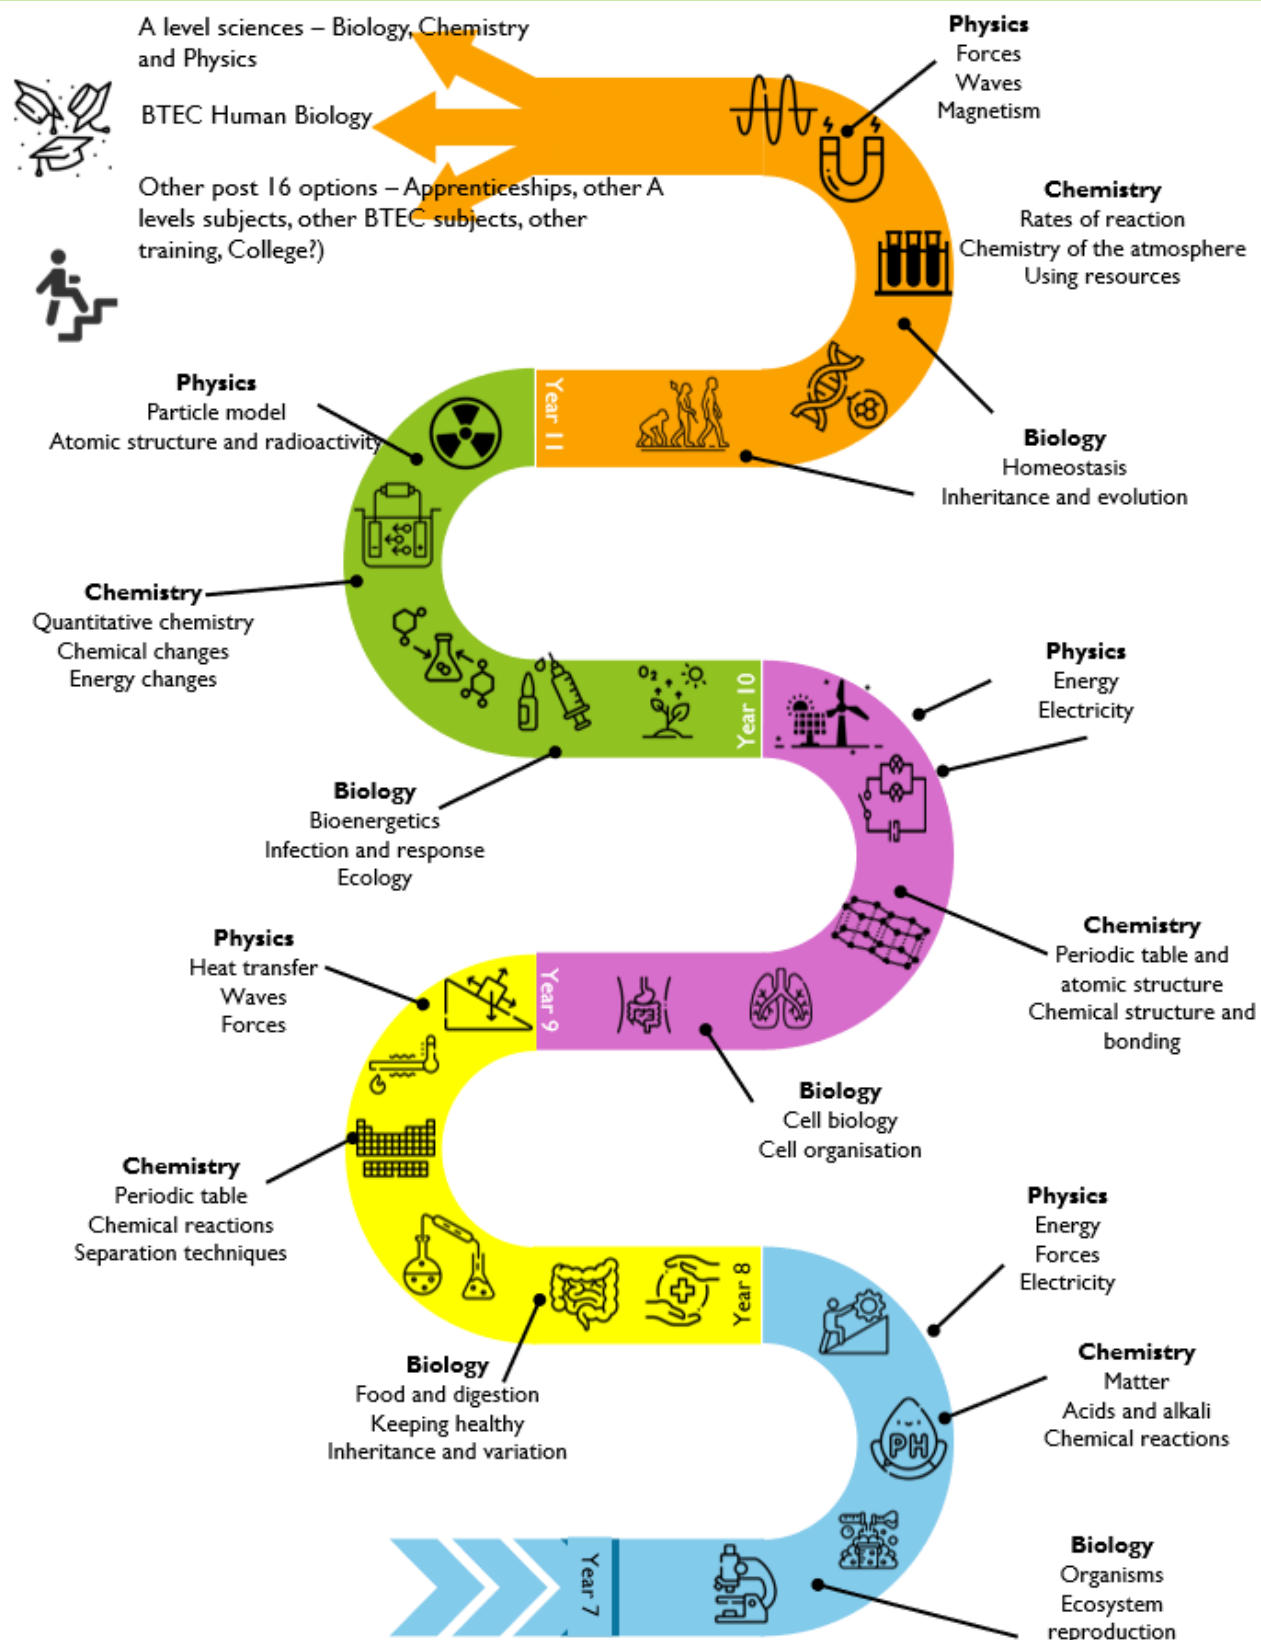 A level sciences – Biology, Chemistry
and Physics
BTEC Human Biology
Other post 16 options – Apprenticeships, other A
levels subjects, other BTEC subjects, other
training, College?)
Physics
Forces
Waves
Magnetism
Chemistry
Rates of reaction
Chemistry of the atmosphere
Using resources
Biology
Homeostasis
Inheritance and evolution
Year 11
Physics
Particle model
Atomic structure and radioactivity
Chemistry
Quantitative chemistry
Chemical changes
Energy changes
O2
Year 10
Biology
Bioenergetics
Infection and response
Ecology
Physics
Energy
Electricity
Chemistry
Periodic table and
atomic structure
Chemical structure and
bonding
Year 9
Biology
Cell biology
Cell organisation
Physics
Heat transfer
Waves
Forces
Chemistry
Periodic table
Chemical reactions
Separation techniques
Year 8
Biology
Food and digestion
Keeping healthy
Inheritance and variation
Physics
Energy
Forces
Electricity
Chemistry
Matter
Acids and alkali
Chemical reactions
PH
Biology
Organisms
Ecosystem
reproduction
Year 7